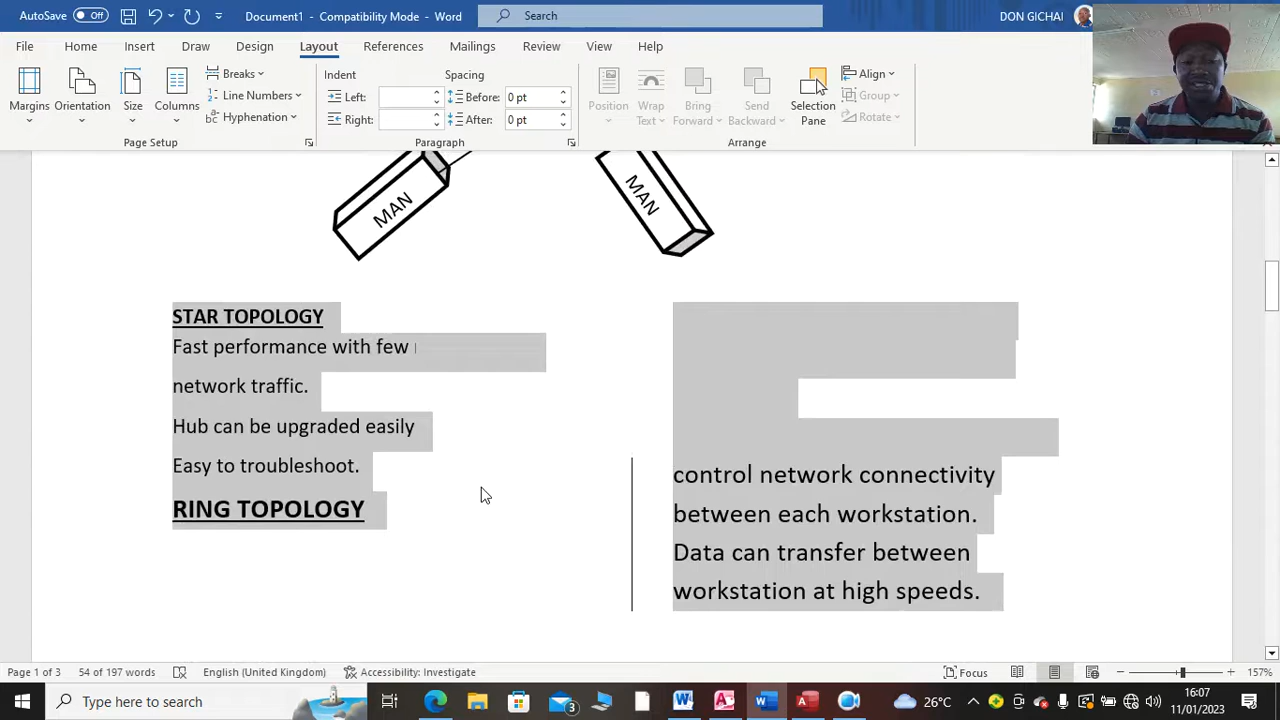 AutoSave Off Document1 - Compatibility Mode - Word Search DON GICHAI
File Home Insert Draw Design Layout References Mailings Review View Help
Margins Orientation Size Columns Breaks Line Numbers Hyphenation
Page Setup
Indent Spacing
Left: Before: 0 pt
Right: After: 0 pt
Paragraph
Position Wrap Text Bring Forward Send Backward Selection Pane Align Group Rotate
Arrange
MAN MAN
STAR TOPOLOGY
Fast performance with few
network traffic.
Hub can be upgraded easily
Easy to troubleshoot.
RING TOPOLOGY
control network connectivity
between each workstation.
Data can transfer between
workstation at high speeds.
Page 1 of 3 54 of 197 words English (United Kingdom) Accessibility: Investigate Focus 157%
Type here to search 3 26°C 16:07
11/01/2023